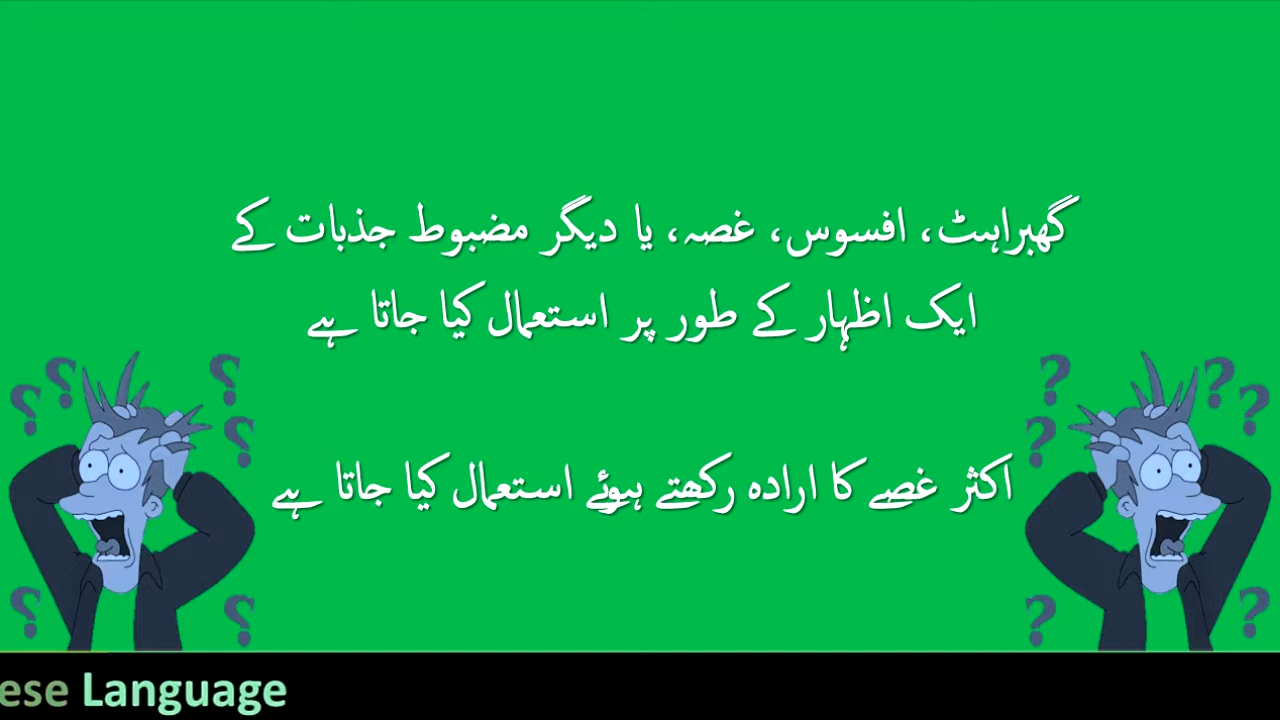 گھبراہٹ، افسوس، غصہ، یا دیگر مضبوط جذبات کے
ایک اظہار کے طور پر استعمال کیا جاتا ہے
اکثر غصے کا ارادہ رکھتے ہوئے استعمال کیا جاتا ہے
ese Language